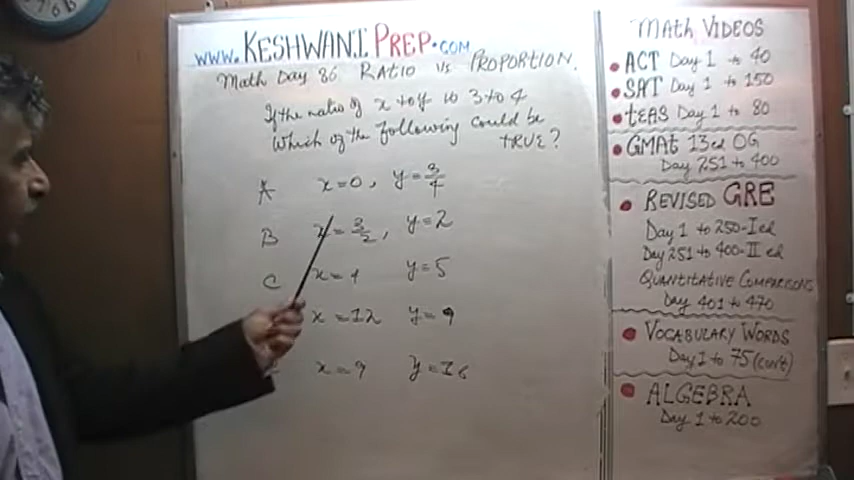 www.KESHWANI PREP.COM
Math Day 86 RATIO VS PROPORTION.
If the ratio of x to y is 3 to 4
Which of the following could be
TRUE?
A x=0, y=3/4
B x=3/2, y=2
C x=4 y=5
x=12 y=9
x=9 y=16
MATH VIDEOS
ACT Day 1 to 40
SAT Day 1 to 150
tEAS Day 1 to 80
GMAt 13ed OG
Day 251 to 400
REVISED GRE
Day 1 to 250-I ed
Day 251 to 400-II ed
QUANTITATIVE COMPARISONS
Day 401 to 470
VOCABULARY WORDS
Day 1 to 75 (con't)
ALGEBRA
Day 1 to 200